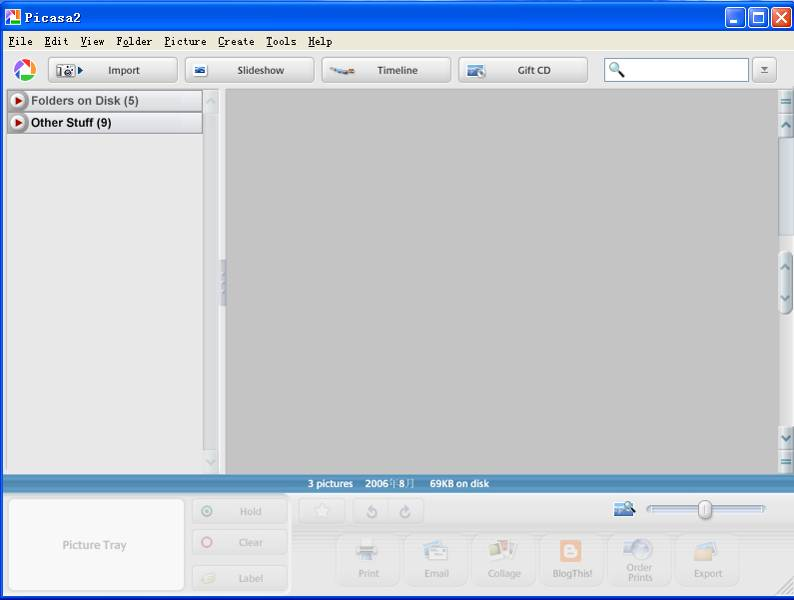 Picasa2
File Edit View Folder Picture Create Tools Help
Import Slideshow Timeline Gift CD
Folders on Disk (5)
Other Stuff (9)
3 pictures 2006年8月 69KB on disk
Picture Tray
Hold
Clear
Label
Print Email Collage BlogThis! Order Prints Export